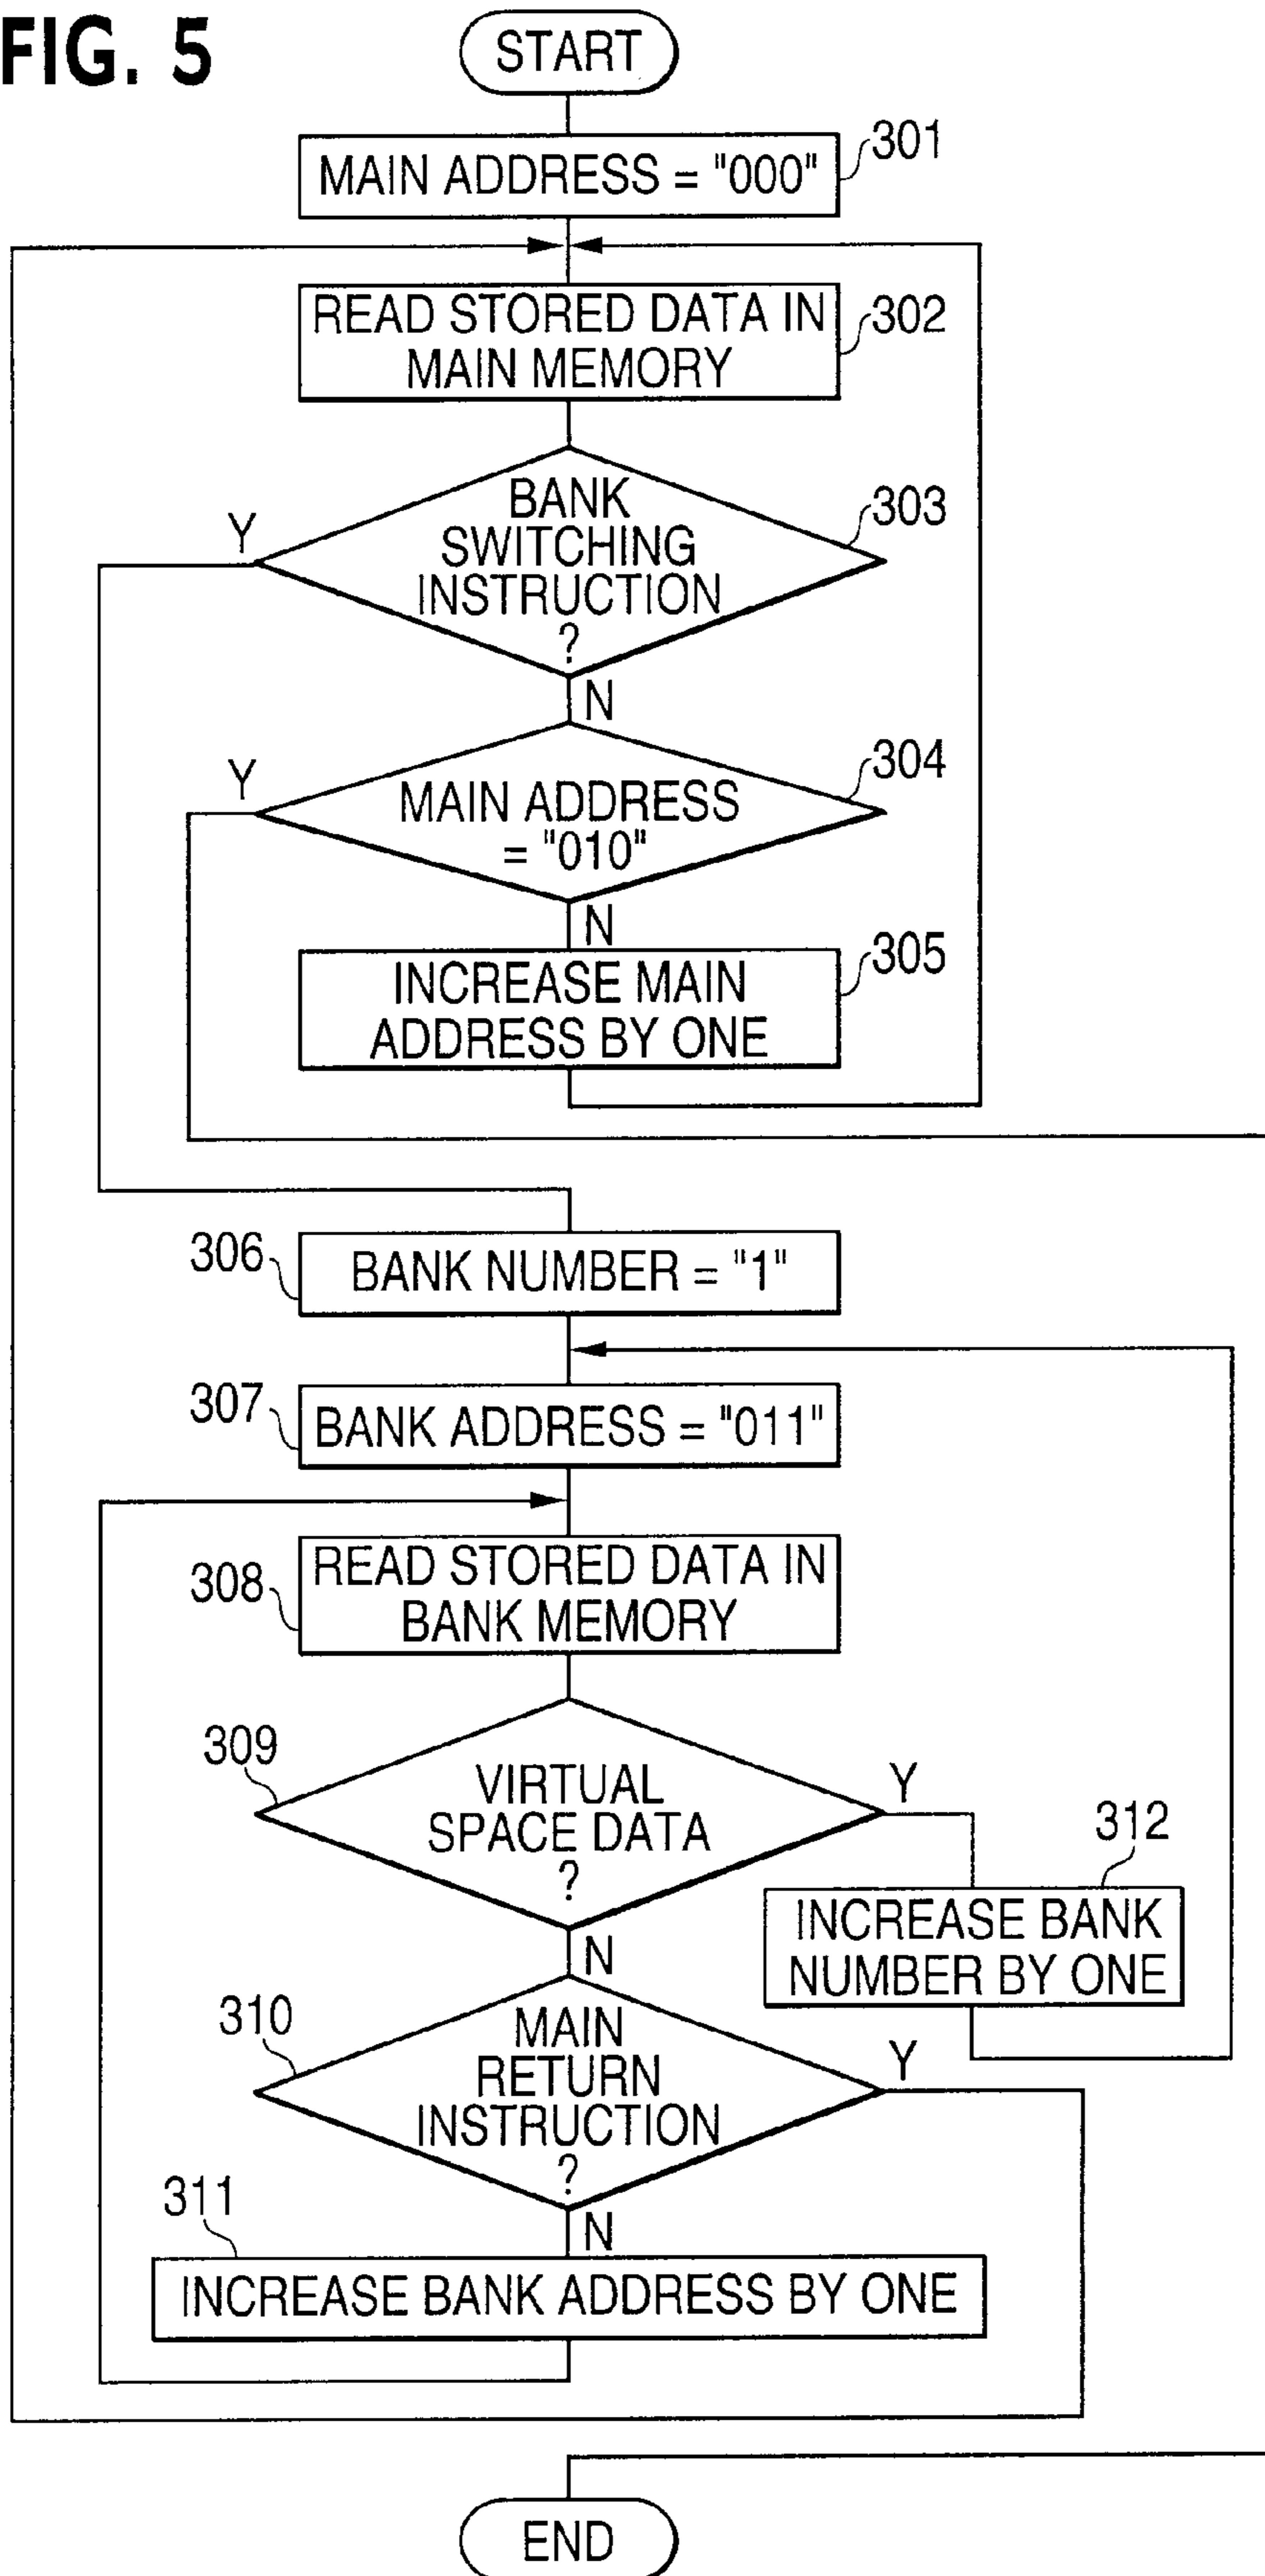 FIG. 5
START
MAIN ADDRESS = "000"
301
READ STORED DATA IN
MAIN MEMORY
302
BANK
SWITCHING
INSTRUCTION
?
303
Y
N
MAIN ADDRESS
= "010"
304
Y
N
INCREASE MAIN
ADDRESS BY ONE
305
306
BANK NUMBER = "1"
307
BANK ADDRESS = "011"
308
READ STORED DATA IN
BANK MEMORY
309
VIRTUAL
SPACE DATA
?
Y
N
312
INCREASE BANK
NUMBER BY ONE
310
MAIN
RETURN
INSTRUCTION
?
Y
N
311
INCREASE BANK ADDRESS BY ONE
END